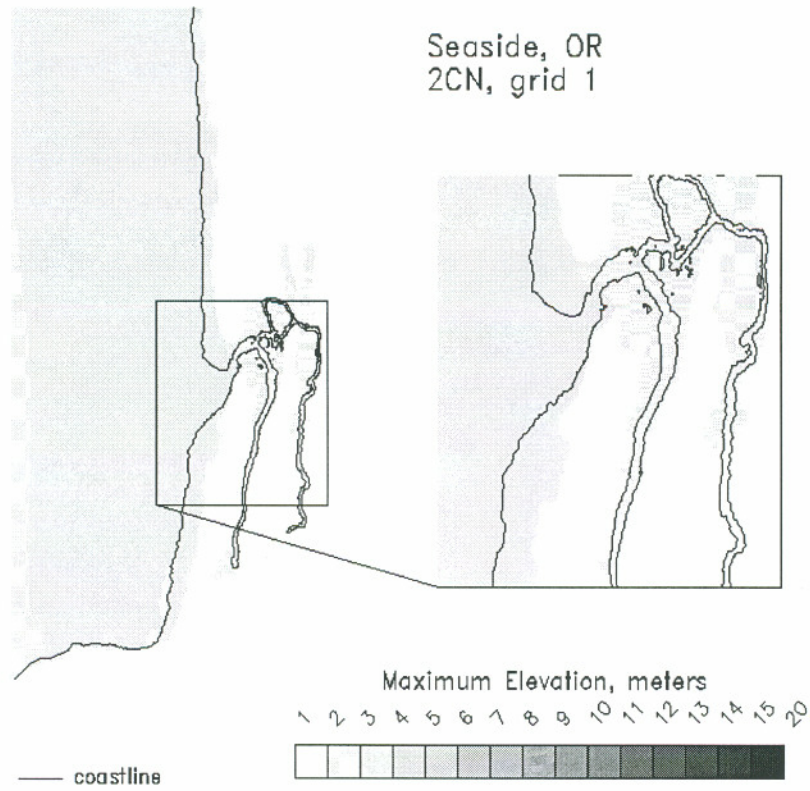 Seaside, OR
2CN, grid 1
Maximum Elevation, meters
1 2 3 4 5 6 7 8 9 10 11 12 13 14 15 20
coastline